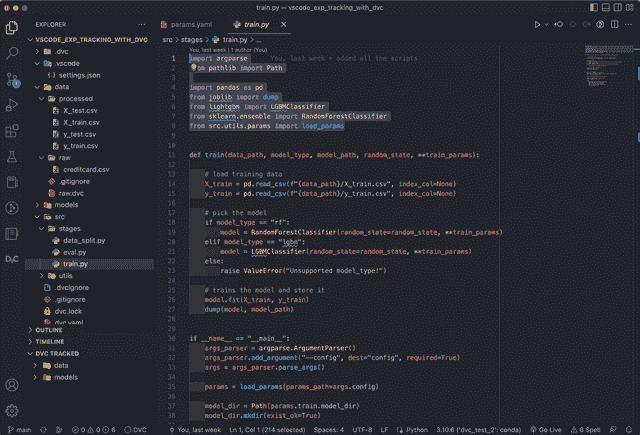 train.py — vscode_exp_tracking_with_dvc
EXPLORER
VSCODE_EXP_TRACKING_WITH_DVC
.dvc
.vscode
settings.json
data
processed
X_test.csv
X_train.csv
y_test.csv
y_train.csv
raw
creditcard.csv
.gitignore
raw.dvc
models
src
stages
data_split.py
eval.py
train.py
utils
.dvcignore
.gitignore
dvc.lock
dvc.yaml
OUTLINE
TIMELINE
DVC TRACKED
data
models
params.yaml
train.py
src > stages > train.py > ...
You, last week | 1 author (You)
1 import argparse You, last week • added all the scripts
2 from pathlib import Path
3
4 import pandas as pd
5 from joblib import dump
6 from lightgbm import LGBMClassifier
7 from sklearn.ensemble import RandomForestClassifier
8 from src.utils.params import load_params
9
10
11 def train(data_path, model_type, model_path, random_state, **train_params):
12
13 # load training data
14 X_train = pd.read_csv(f"{data_path}/X_train.csv", index_col=None)
15 y_train = pd.read_csv(f"{data_path}/y_train.csv", index_col=None)
16
17 # pick the model
18 if model_type == "rf":
19 model = RandomForestClassifier(random_state=random_state, **train_params)
20 elif model_type == "lgbm":
21 model = LGBMClassifier(random_state=random_state, **train_params)
22 else:
23 raise ValueError("Unsupported model_type!")
24
25 # trains the model and store it
26 model.fit(X_train, y_train)
27 dump(model, model_path)
28
29
30 if __name__ == "__main__":
31 args_parser = argparse.ArgumentParser()
32 args_parser.add_argument("--config", dest="config", required=True)
33 args = args_parser.parse_args()
34
35 params = load_params(params_path=args.config)
36
37 model_dir = Path(params.train.model_dir)
38 model_dir.mkdir(exist_ok=True)
main 0 0 6 DVC You, last week Ln 1, Col 1 (214 selected) Spaces: 4 UTF-8 LF Python 3.10.6 ('dvc_test_2': conda) Go Live 8 Spell